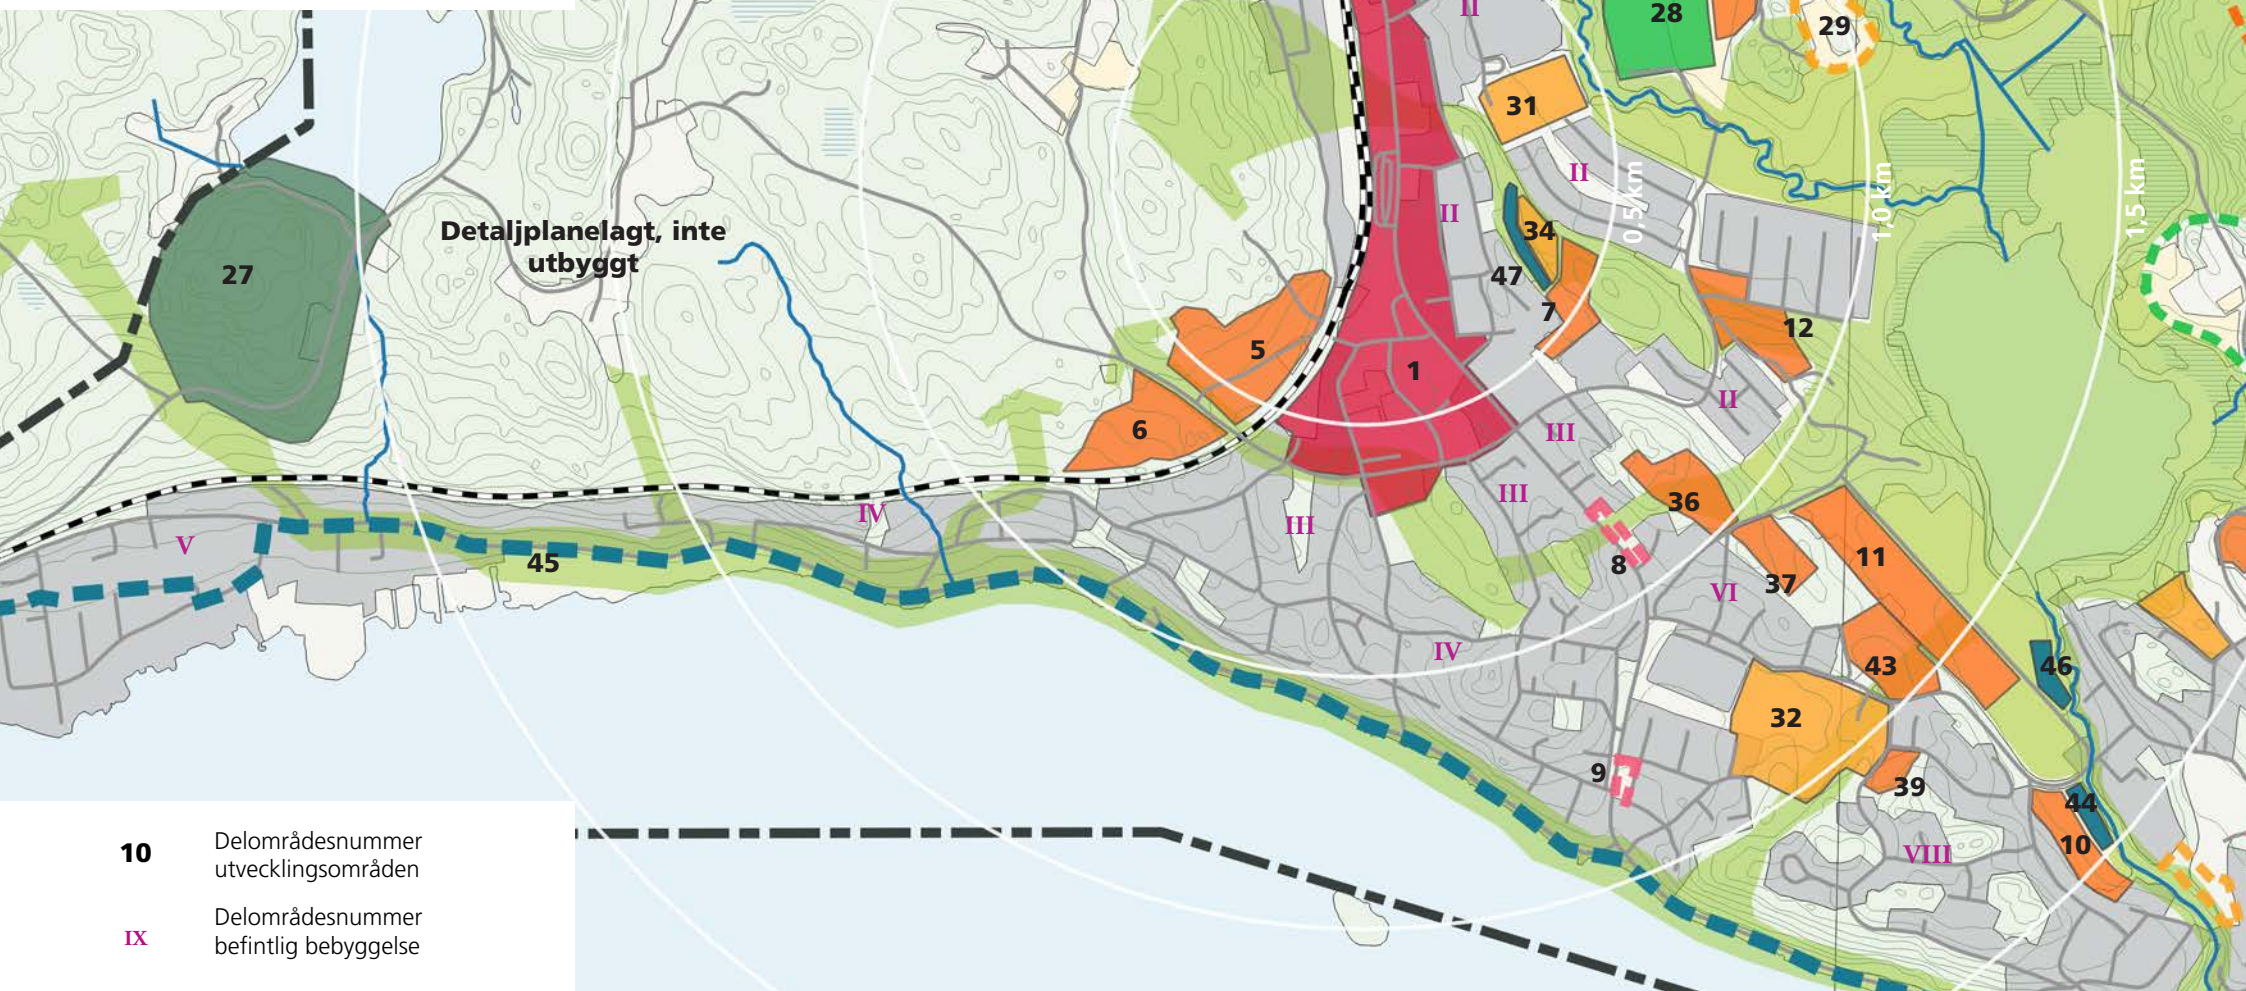 II
28
29
31
II
0,5 km
1,0 km
1,5 km
II
34
Detaljplanelagt, inte
utbyggt
27
47
7
12
5
1
II
6
III
III
36
IV
III
V
45
8
11
37
VI
IV
43
46
32
9
39
44
10
VIII
10
Delområdesnummer
utvecklingsområden
IX
Delområdesnummer
befintlig bebyggelse